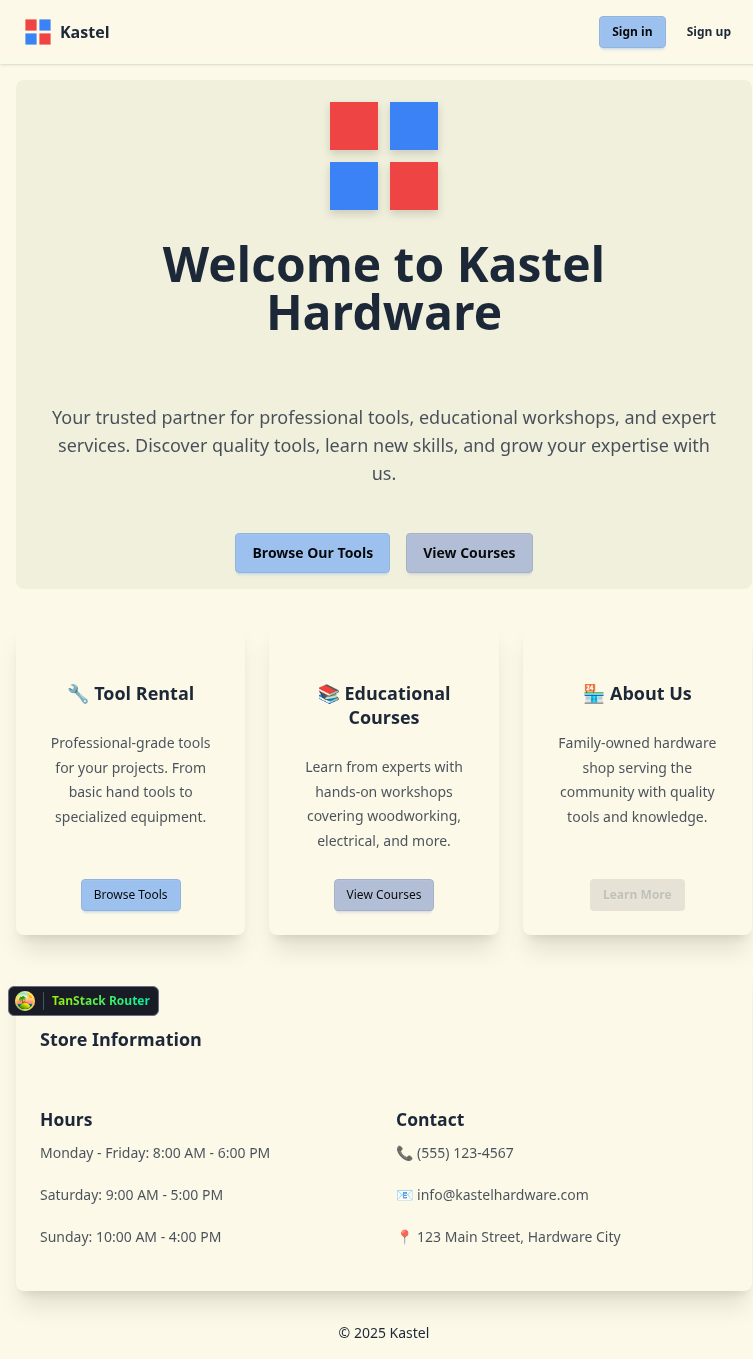 Kastel
Sign in
Sign up
Welcome to Kastel
Hardware
Your trusted partner for professional tools, educational workshops, and expert
services. Discover quality tools, learn new skills, and grow your expertise with
us.
Browse Our Tools
View Courses
🔧 Tool Rental
Professional-grade tools
for your projects. From
basic hand tools to
specialized equipment.
Browse Tools
📚 Educational
Courses
Learn from experts with
hands-on workshops
covering woodworking,
electrical, and more.
View Courses
🏪 About Us
Family-owned hardware
shop serving the
community with quality
tools and knowledge.
Learn More
TanStack Router
Store Information
Hours
Monday - Friday: 8:00 AM - 6:00 PM
Saturday: 9:00 AM - 5:00 PM
Sunday: 10:00 AM - 4:00 PM
Contact
📞 (555) 123-4567
📧 info@kastelhardware.com
📍 123 Main Street, Hardware City
© 2025 Kastel